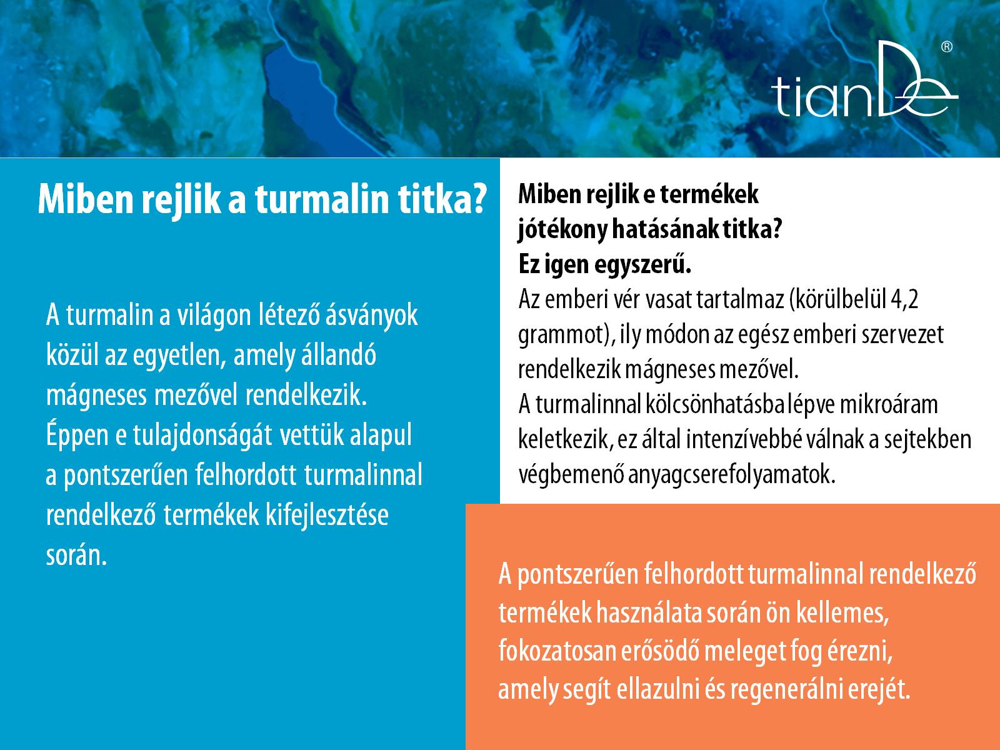 tianDe®
Miben rejlik a turmalin titka?
A turmalin a világon létező ásványok
közül az egyetlen, amely állandó
mágneses mezővel rendelkezik.
Éppen e tulajdonságát vettük alapul
a pontszerűen felhordott turmalinnal
rendelkező termékek kifejlesztése
során.
Miben rejlik e termékek
jótékony hatásának titka?
Ez igen egyszerű.
Az emberi vér vasat tartalmaz (körülbelül 4,2
grammot), ily módon az egész emberi szervezet
rendelkezik mágneses mezővel.
A turmalinnal kölcsönhatásba lépve mikroáram
keletkezik, ez által intenzívebbé válnak a sejtekben
végbemenő anyagcserefolyamatok.
A pontszerűen felhordott turmalinnal rendelkező
termékek használata során ön kellemes,
fokozatosan erősödő meleget fog érezni,
amely segít ellazulni és regenerálni erejét.